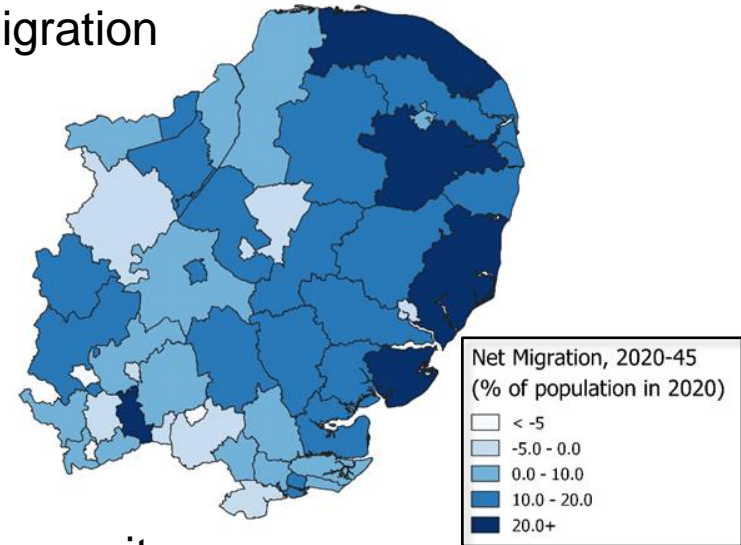 igration
Net Migration, 2020-45
(% of population in 2020)
< -5
-5.0 - 0.0
0.0 - 10.0
10.0 - 20.0
20.0+